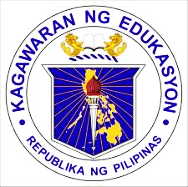 KAGAWARAN NG EDUKASYON
REPUBLIKA NG PILIPINAS